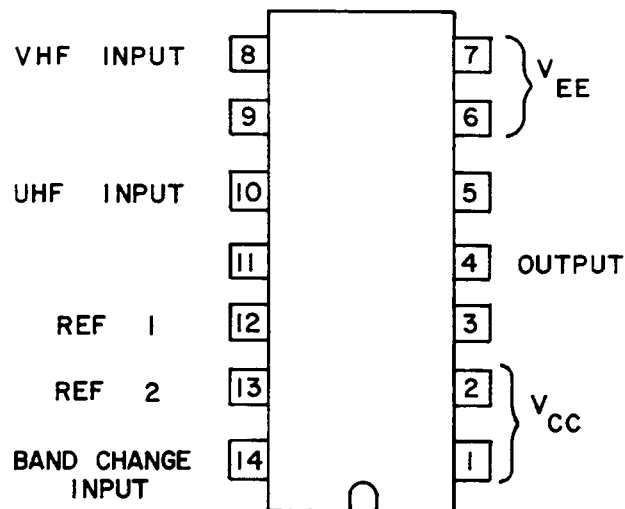 VHF INPUT 8 7 V EE
9 6
UHF INPUT 10 5
11 4 OUTPUT
REF 1 12 3
REF 2 13 2 V CC
BAND CHANGE INPUT 14 1